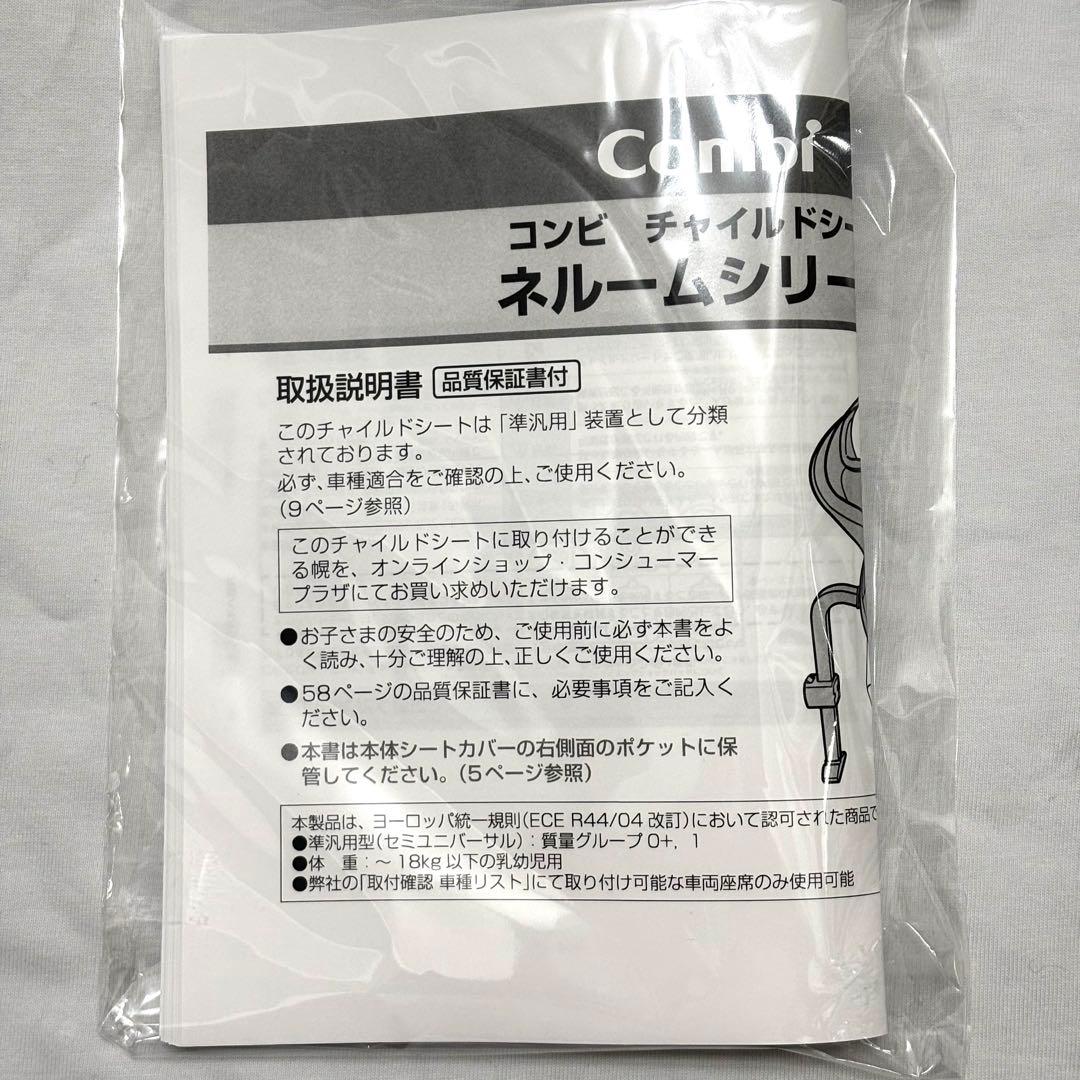 Combi
コンビ チャイルドシー
ネルームシリー
取扱説明書 品質保証書付
このチャイルドシートは「準汎用」装置として分類
されております。
必ず、車種適合をご確認の上、ご使用ください。
(9ページ参照)
このチャイルドシートに取り付けることができ
る幌を、オンラインショップ・コンシューマー
プラザにてお買い求めいただけます。
●お子さまの安全のため、ご使用前に必ず本書をよ
く読み、十分ご理解の上、正しくご使用ください。
●58ページの品質保証書に、必要事項をご記入く
ださい。
●本書は本体シートカバーの右側面のポケットに保
管してください。(5ページ参照)
本製品は、ヨーロッパ統一規則(ECE R44/04 改訂)において認可された商品で
●準汎用型(セミユニバーサル):質量グループ0+, 1
●体 重:〜18kg以下の乳幼児用
●弊社の「取付確認 車種リスト」にて取り付け可能な車両座席のみ使用可能